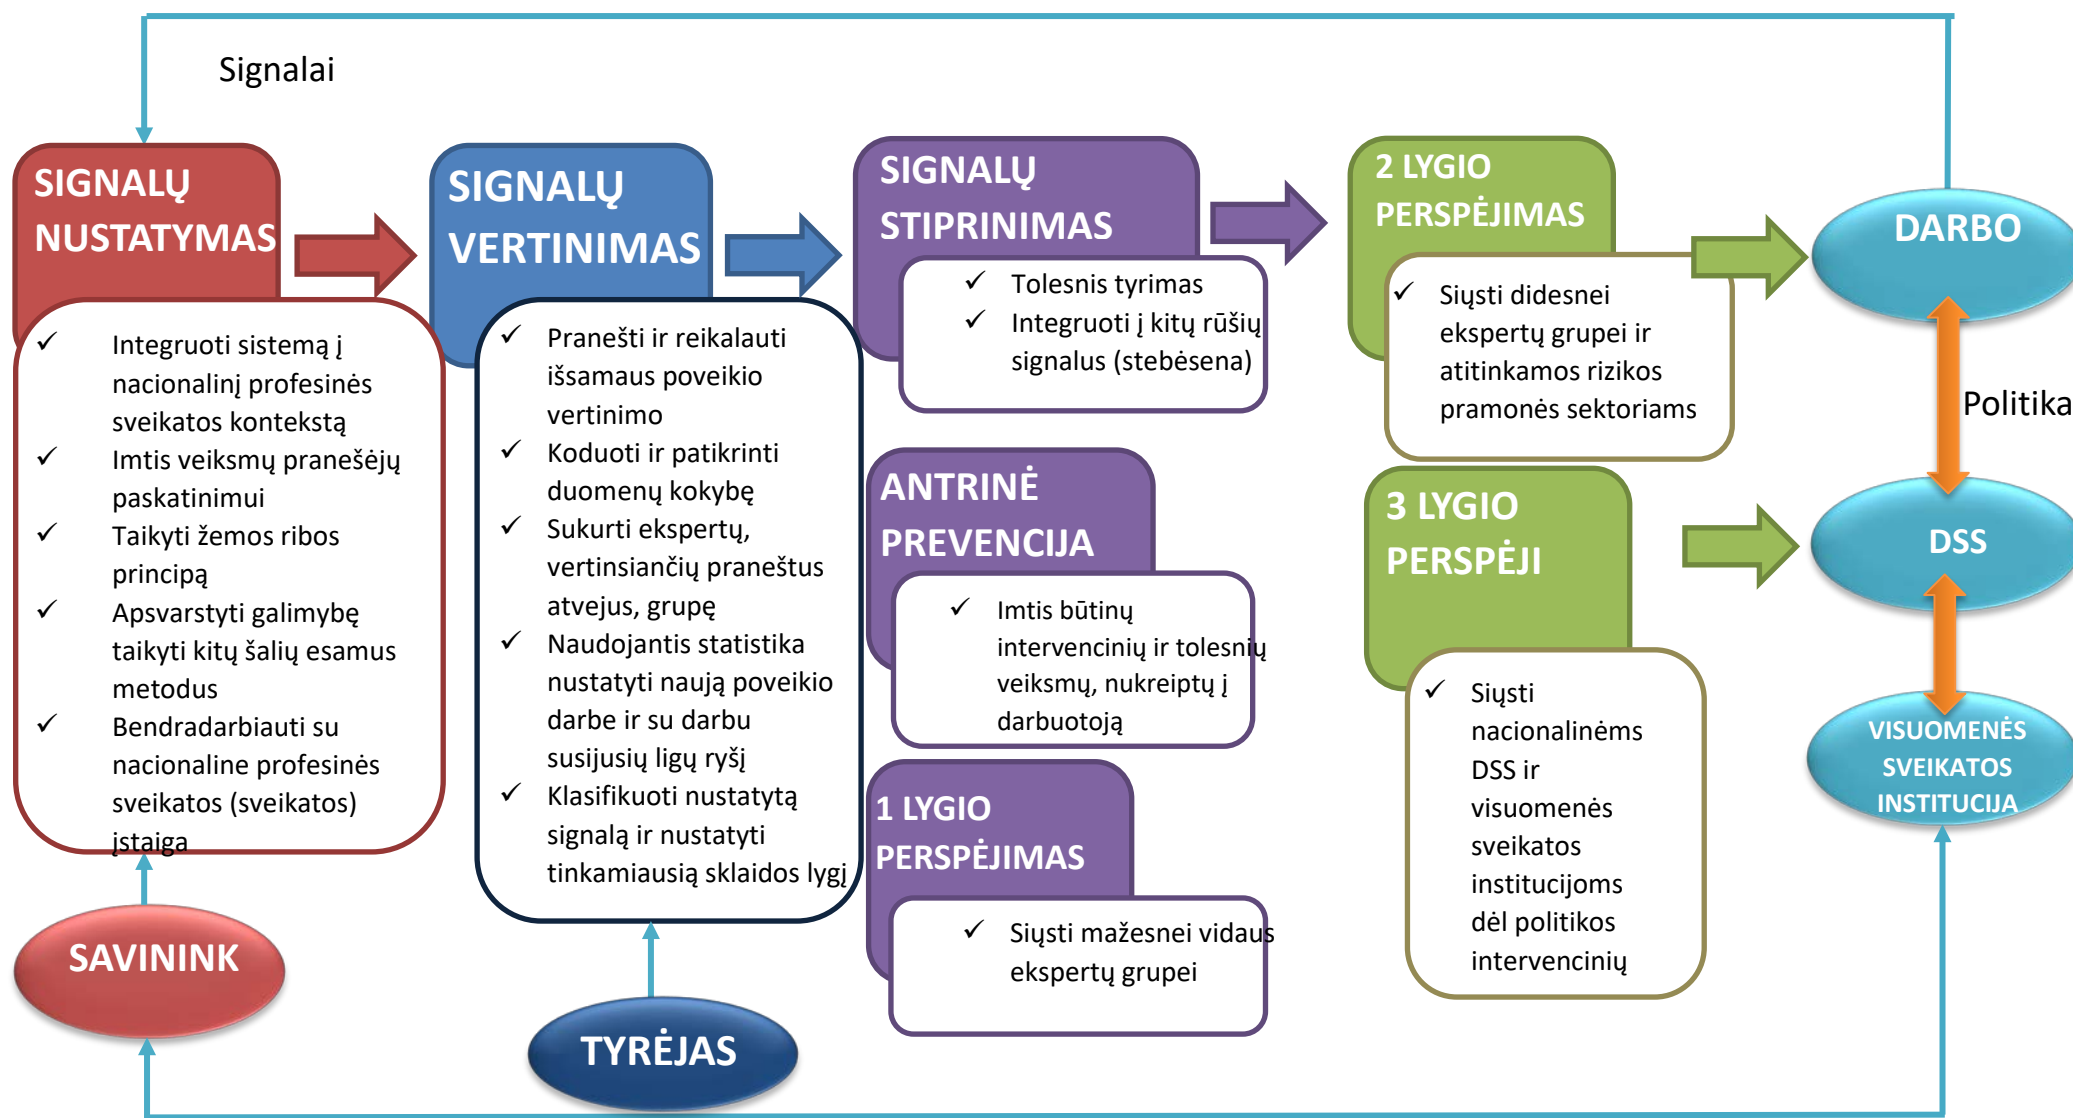 Signalai
SIGNALŲ
NUSTATYMAS
Integruoti sistemą į
nacionalinį profesinės
sveikatos kontekstą
Imtis veiksmų pranešėjų
paskatinimui
Taikyti žemos ribos
principą
Apsvarstyti galimybę
taikyti kitų šalių esamus
metodus
Bendradarbiauti su
nacionaline profesinės
sveikatos (sveikatos)
įstaiga
SAVININK
SIGNALŲ
VERTINIMAS
Pranešti ir reikalauti
išsamaus poveikio
vertinimo
Koduoti ir patikrinti
duomenų kokybę
Sukurti ekspertų,
vertinsiančių praneštus
atvejus, grupę
Naudojantis statistika
nustatyti naują poveikio
darbe ir su darbu
susijusių ligų ryšį
Klasifikuoti nustatytą
signalą ir nustatyti
tinkamiausią sklaidos lygį
TYRĖJAS
SIGNALŲ
STIPRINIMAS
Tolesnis tyrimas
Integruoti į kitų rūšių
signalus (stebėsena)
ANTRINĖ
PREVENCIJA
Imtis būtinų
intervencinių ir tolesnių
veiksmų, nukreiptų į
darbuotoją
1 LYGIO
PERSPĖJIMAS
Siųsti mažesnei vidaus
ekspertų grupei
2 LYGIO
PERSPĖJIMAS
Siųsti didesnei
ekspertų grupei ir
atitinkamos rizikos
pramonės sektoriams
3 LYGIO
PERSPĖJI
Siųsti
nacionalinėms
DSS ir
visuomenės
sveikatos
institucijoms
dėl politikos
intervencinių
DARBO
Politika
DSS
VISUOMENĖS
SVEIKATOS
INSTITUCIJA